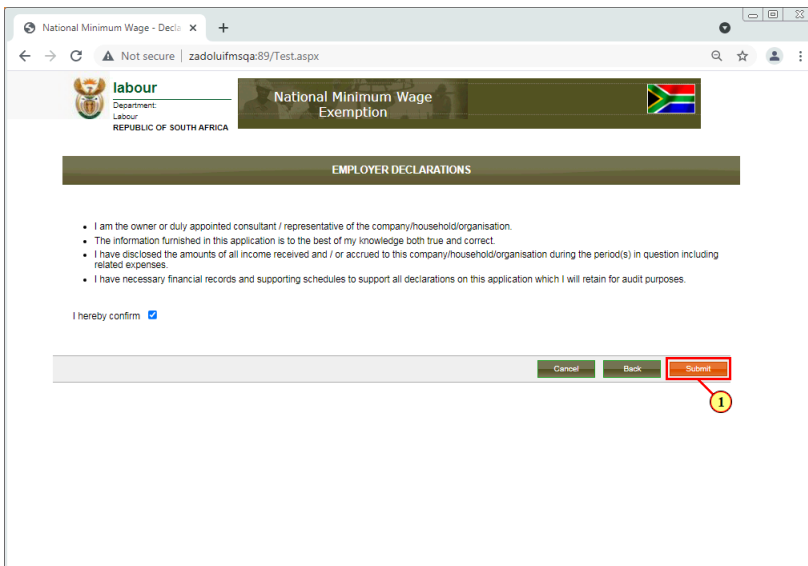 National Minimum Wage - Decla
Not secure | zadoluifmsqa:89/Test.aspx
labour
Department:
Labour
REPUBLIC OF SOUTH AFRICA
National Minimum Wage
Exemption
EMPLOYER DECLARATIONS
• I am the owner or duly appointed consultant / representative of the company/household/organisation.
• The information furnished in this application is to the best of my knowledge both true and correct.
• I have disclosed the amounts of all income received and / or accrued to this company/household/organisation during the period(s) in question including
related expenses.
• I have necessary financial records and supporting schedules to support all declarations on this application which I will retain for audit purposes.
I hereby confirm
Cancel Back Submit
1